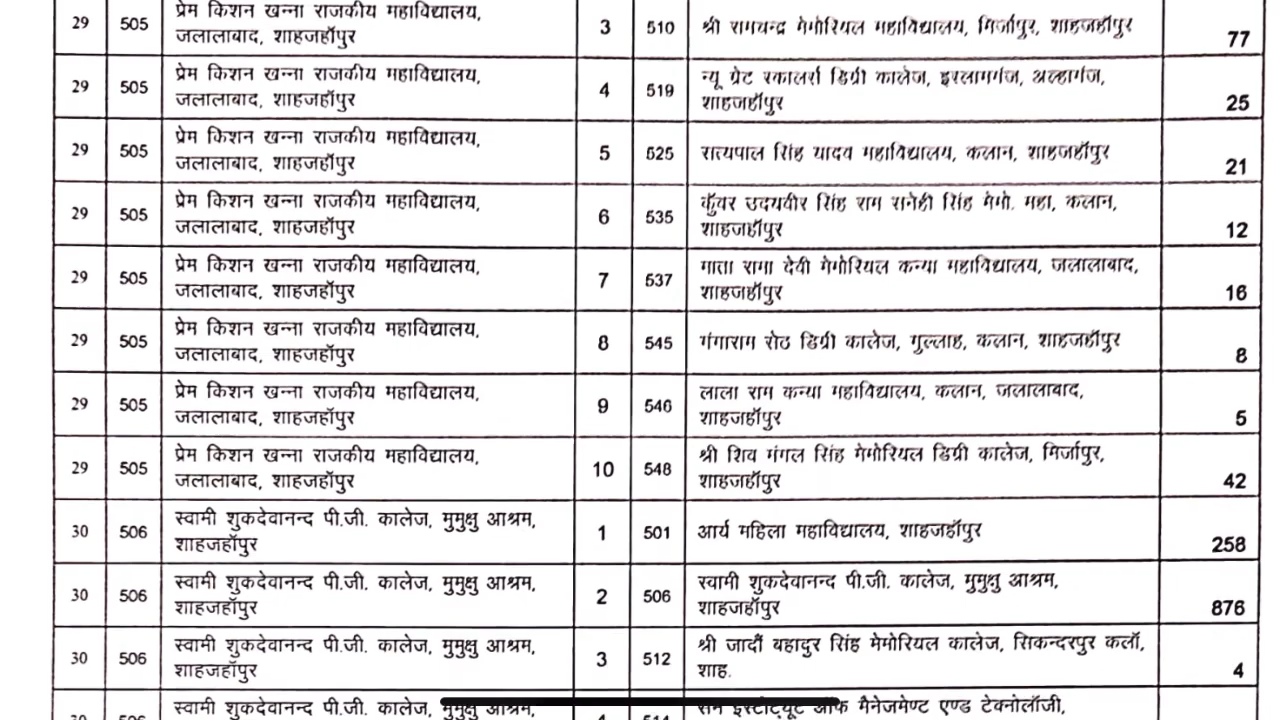 29 505 प्रेम किशन खन्ना राजकीय महाविद्यालय, जलालाबाद, शाहजहॉपुर 3 510 श्री रामचन्द्र मेमोरियल महाविद्यालय, मिर्जापुर, शाहजहॉपुर 77
29 505 प्रेम किशन खन्ना राजकीय महाविद्यालय, जलालाबाद, शाहजहॉपुर 4 519 न्यू ग्रेट स्कालर्स डिग्री कालेज, इस्लामगंज, अल्हागंज, शाहजहॉपुर 25
29 505 प्रेम किशन खन्ना राजकीय महाविद्यालय, जलालाबाद, शाहजहॉपुर 5 525 सत्यपाल सिंह यादव महाविद्यालय, कलान, शाहजहॉपुर 21
29 505 प्रेम किशन खन्ना राजकीय महाविद्यालय, जलालाबाद, शाहजहॉपुर 6 535 कुँवर उदयवीर सिंह राम सनेही सिंह मेमो. महा, कलान, शाहजहॉपुर 12
29 505 प्रेम किशन खन्ना राजकीय महाविद्यालय, जलालाबाद, शाहजहॉपुर 7 537 माता रामा देवी मेमोरियल कन्या महाविद्यालय, जलालाबाद, शाहजहॉपुर 16
29 505 प्रेम किशन खन्ना राजकीय महाविद्यालय, जलालाबाद, शाहजहॉपुर 8 545 गंगाराम सेठ डिग्री कालेज, गुल्लाह, कलान, शाहजहॉपुर 8
29 505 प्रेम किशन खन्ना राजकीय महाविद्यालय, जलालाबाद, शाहजहॉपुर 9 546 लाला राम कन्या महाविद्यालय, कलान, जलालाबाद, शाहजहॉपुर 5
29 505 प्रेम किशन खन्ना राजकीय महाविद्यालय, जलालाबाद, शाहजहॉपुर 10 548 श्री शिव मंगल सिंह मेमोरियल डिग्री कालेज, मिर्जापुर, शाहजहॉपुर 42
30 506 स्वामी शुकदेवानन्द पी.जी. कालेज, मुमुक्षु आश्रम, शाहजहॉपुर 1 501 आर्य महिला महाविद्यालय, शाहजहॉपुर 258
30 506 स्वामी शुकदेवानन्द पी.जी. कालेज, मुमुक्षु आश्रम, शाहजहॉपुर 2 506 स्वामी शुकदेवानन्द पी.जी. कालेज, मुमुक्षु आश्रम, शाहजहॉपुर 876
30 506 स्वामी शुकदेवानन्द पी.जी. कालेज, मुमुक्षु आश्रम, शाहजहॉपुर 3 512 श्री जादौं बहादुर सिंह मेमोरियल कालेज, सिकन्दरपुर कलॉ, शाह. 4
स्वामी शुकदेवानन्द पी.जी. कालेज, मुमुक्षु आश्रम, मैनेजमेण्ट एण्ड टेक्नोलॉजी,